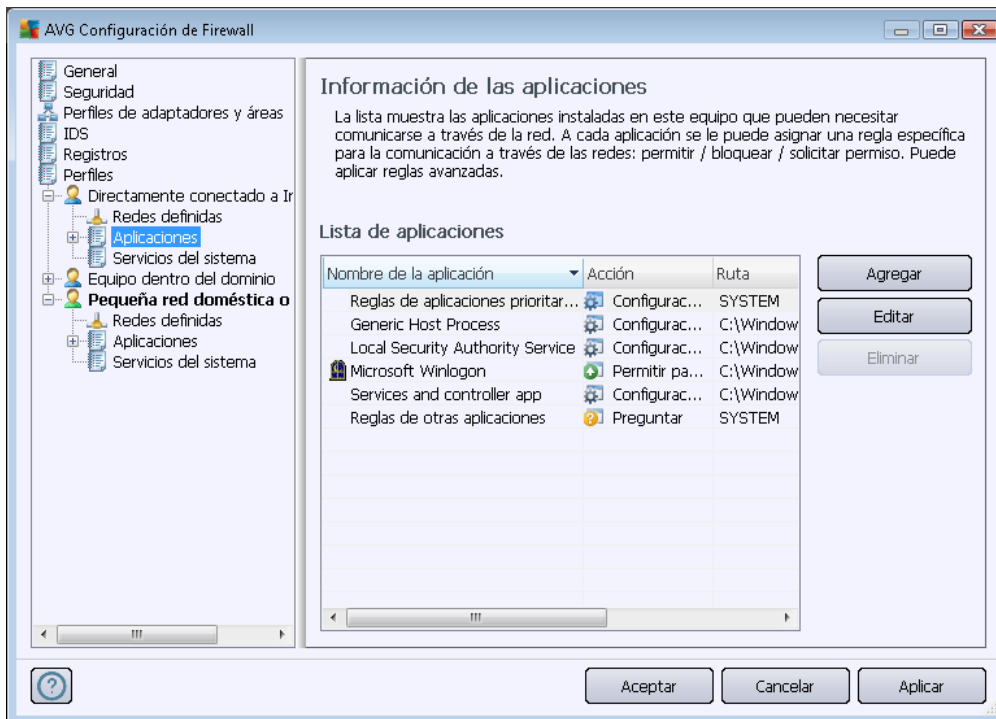 AVG Configuración de Firewall
General
Seguridad
Perfiles de adaptadores y áreas
IDS
Registros
Perfiles
Directamente conectado a Ir
Redes definidas
Aplicaciones
Servicios del sistema
Equipo dentro del dominio
Pequeña red doméstica o
Redes definidas
Aplicaciones
Servicios del sistema
Información de las aplicaciones
La lista muestra las aplicaciones instaladas en este equipo que pueden necesitar
comunicarse a través de la red. A cada aplicación se le puede asignar una regla específica
para la comunicación a través de las redes: permitir / bloquear / solicitar permiso. Puede
aplicar reglas avanzadas.
Lista de aplicaciones
Nombre de la aplicación Acción Ruta
Reglas de aplicaciones prioritar... Configurac... SYSTEM
Generic Host Process Configurac... C:\Window
Local Security Authority Service Configurac... C:\Window
Microsoft Winlogon Permitir pa... C:\Window
Services and controller app Configurac... C:\Window
Reglas de otras aplicaciones Preguntar SYSTEM
Agregar
Editar
Eliminar
Aceptar Cancelar Aplicar